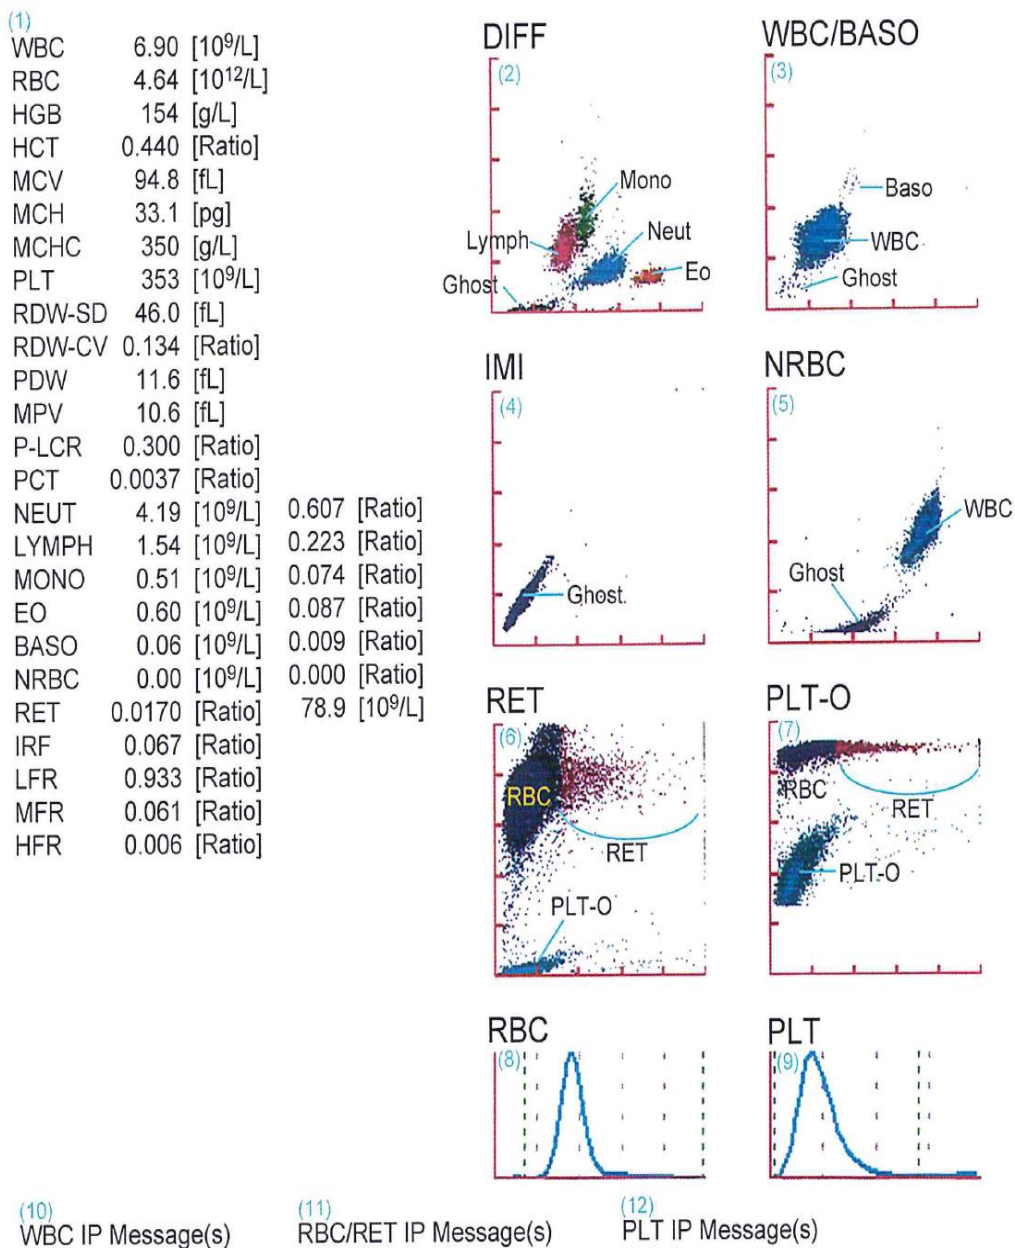 (1)
WBC 6.90 [10⁹/L]
RBC 4.64 [10¹²/L]
HGB 154 [g/L]
HCT 0.440 [Ratio]
MCV 94.8 [fL]
MCH 33.1 [pg]
MCHC 350 [g/L]
PLT 353 [10⁹/L]
RDW-SD 46.0 [fL]
RDW-CV 0.134 [Ratio]
PDW 11.6 [fL]
MPV 10.6 [fL]
P-LCR 0.300 [Ratio]
PCT 0.0037 [Ratio]
NEUT 4.19 [10⁹/L] 0.607 [Ratio]
LYMPH 1.54 [10⁹/L] 0.223 [Ratio]
MONO 0.51 [10⁹/L] 0.074 [Ratio]
EO 0.60 [10⁹/L] 0.087 [Ratio]
BASO 0.06 [10⁹/L] 0.009 [Ratio]
NRBC 0.00 [10⁹/L] 0.000 [Ratio]
RET 0.0170 [Ratio] 78.9 [10⁹/L]
IRF 0.067 [Ratio]
LFR 0.933 [Ratio]
MFR 0.061 [Ratio]
HFR 0.006 [Ratio]
DIFF
(2)
Mono
Lymph
Neut
Eo
Ghost
WBC/BASO
(3)
Baso
WBC
Ghost
IMI
(4)
Ghost
NRBC
(5)
WBC
Ghost
RET
(6)
RBC
RET
PLT-O
PLT-O
(7)
RBC
RET
PLT-O
RBC
(8)
PLT
(9)
(10)
WBC IP Message(s)
(11)
RBC/RET IP Message(s)
(12)
PLT IP Message(s)